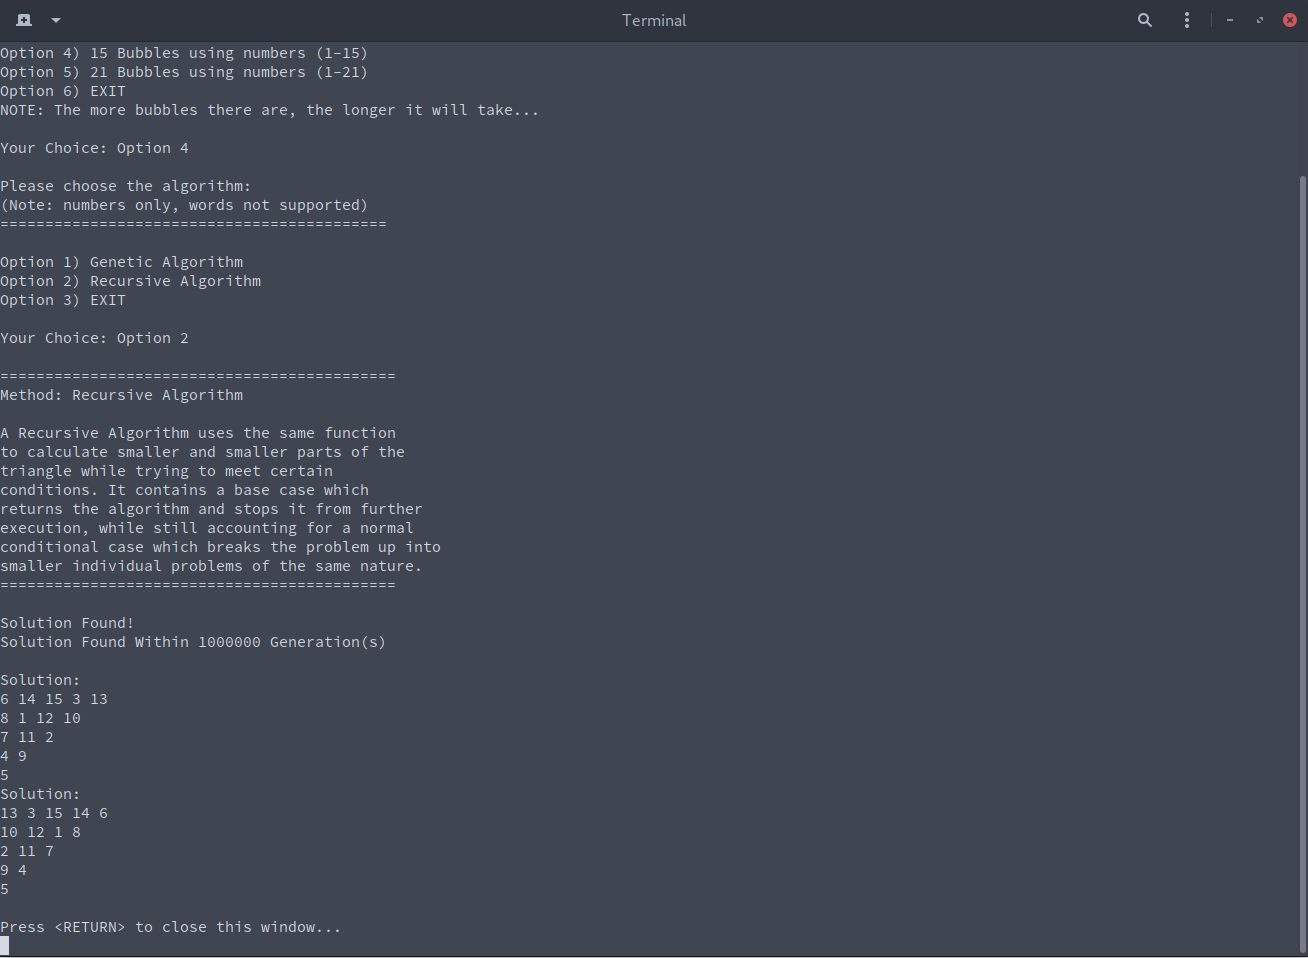 Terminal
Option 4) 15 Bubbles using numbers (1-15)
Option 5) 21 Bubbles using numbers (1-21)
Option 6) EXIT
NOTE: The more bubbles there are, the longer it will take...
Your Choice: Option 4
Please choose the algorithm:
(Note: numbers only, words not supported)
===========================================
Option 1) Genetic Algorithm
Option 2) Recursive Algorithm
Option 3) EXIT
Your Choice: Option 2
============================================
Method: Recursive Algorithm
A Recursive Algorithm uses the same function
to calculate smaller and smaller parts of the
triangle while trying to meet certain
conditions. It contains a base case which
returns the algorithm and stops it from further
execution, while still accounting for a normal
conditional case which breaks the problem up into
smaller individual problems of the same nature.
============================================
Solution Found!
Solution Found Within 1000000 Generation(s)
Solution:
6 14 15 3 13
8 1 12 10
7 11 2
4 9
5
Solution:
13 3 15 14 6
10 12 1 8
2 11 7
9 4
5
Press <RETURN> to close this window...